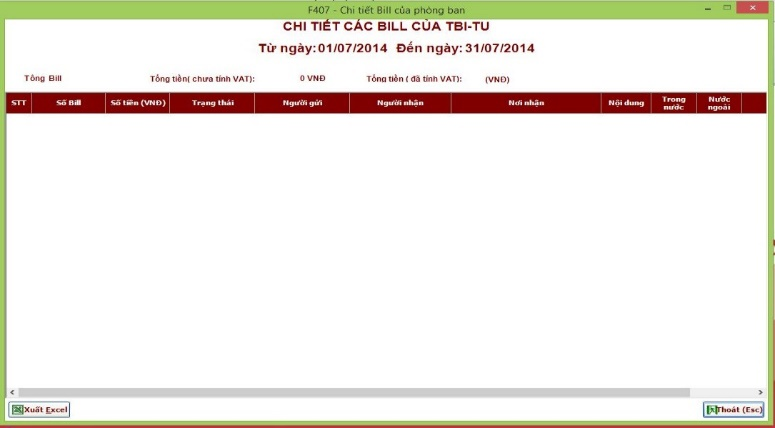 F407 - Chi tiết Bill của phòng ban
CHI TIẾT CÁC BILL CỦA TBI-TU
Từ ngày: 01/07/2014 Đến ngày: 31/07/2014
Tổng Bill Tổng tiền( chưa tính VAT): 0 VNĐ Tổng tiền ( đã tính VAT): (VNĐ)
STT Số Bill Số tiền (VNĐ) Trạng thái Người gửi Người nhận Nơi nhận Nội dung Trong nước Nước ngoài
Xuất Excel Thoát (Esc)